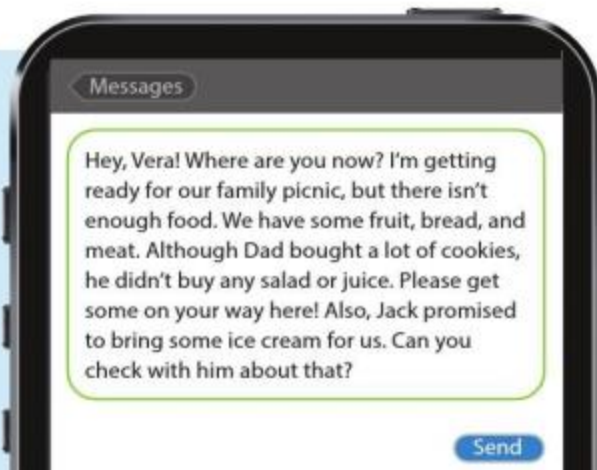 Messages
Hey, Vera! Where are you now? I'm getting
ready for our family picnic, but there isn't
enough food. We have some fruit, bread, and
meat. Although Dad bought a lot of cookies,
he didn't buy any salad or juice. Please get
some on your way here! Also, Jack promised
to bring some ice cream for us. Can you
check with him about that?
Send